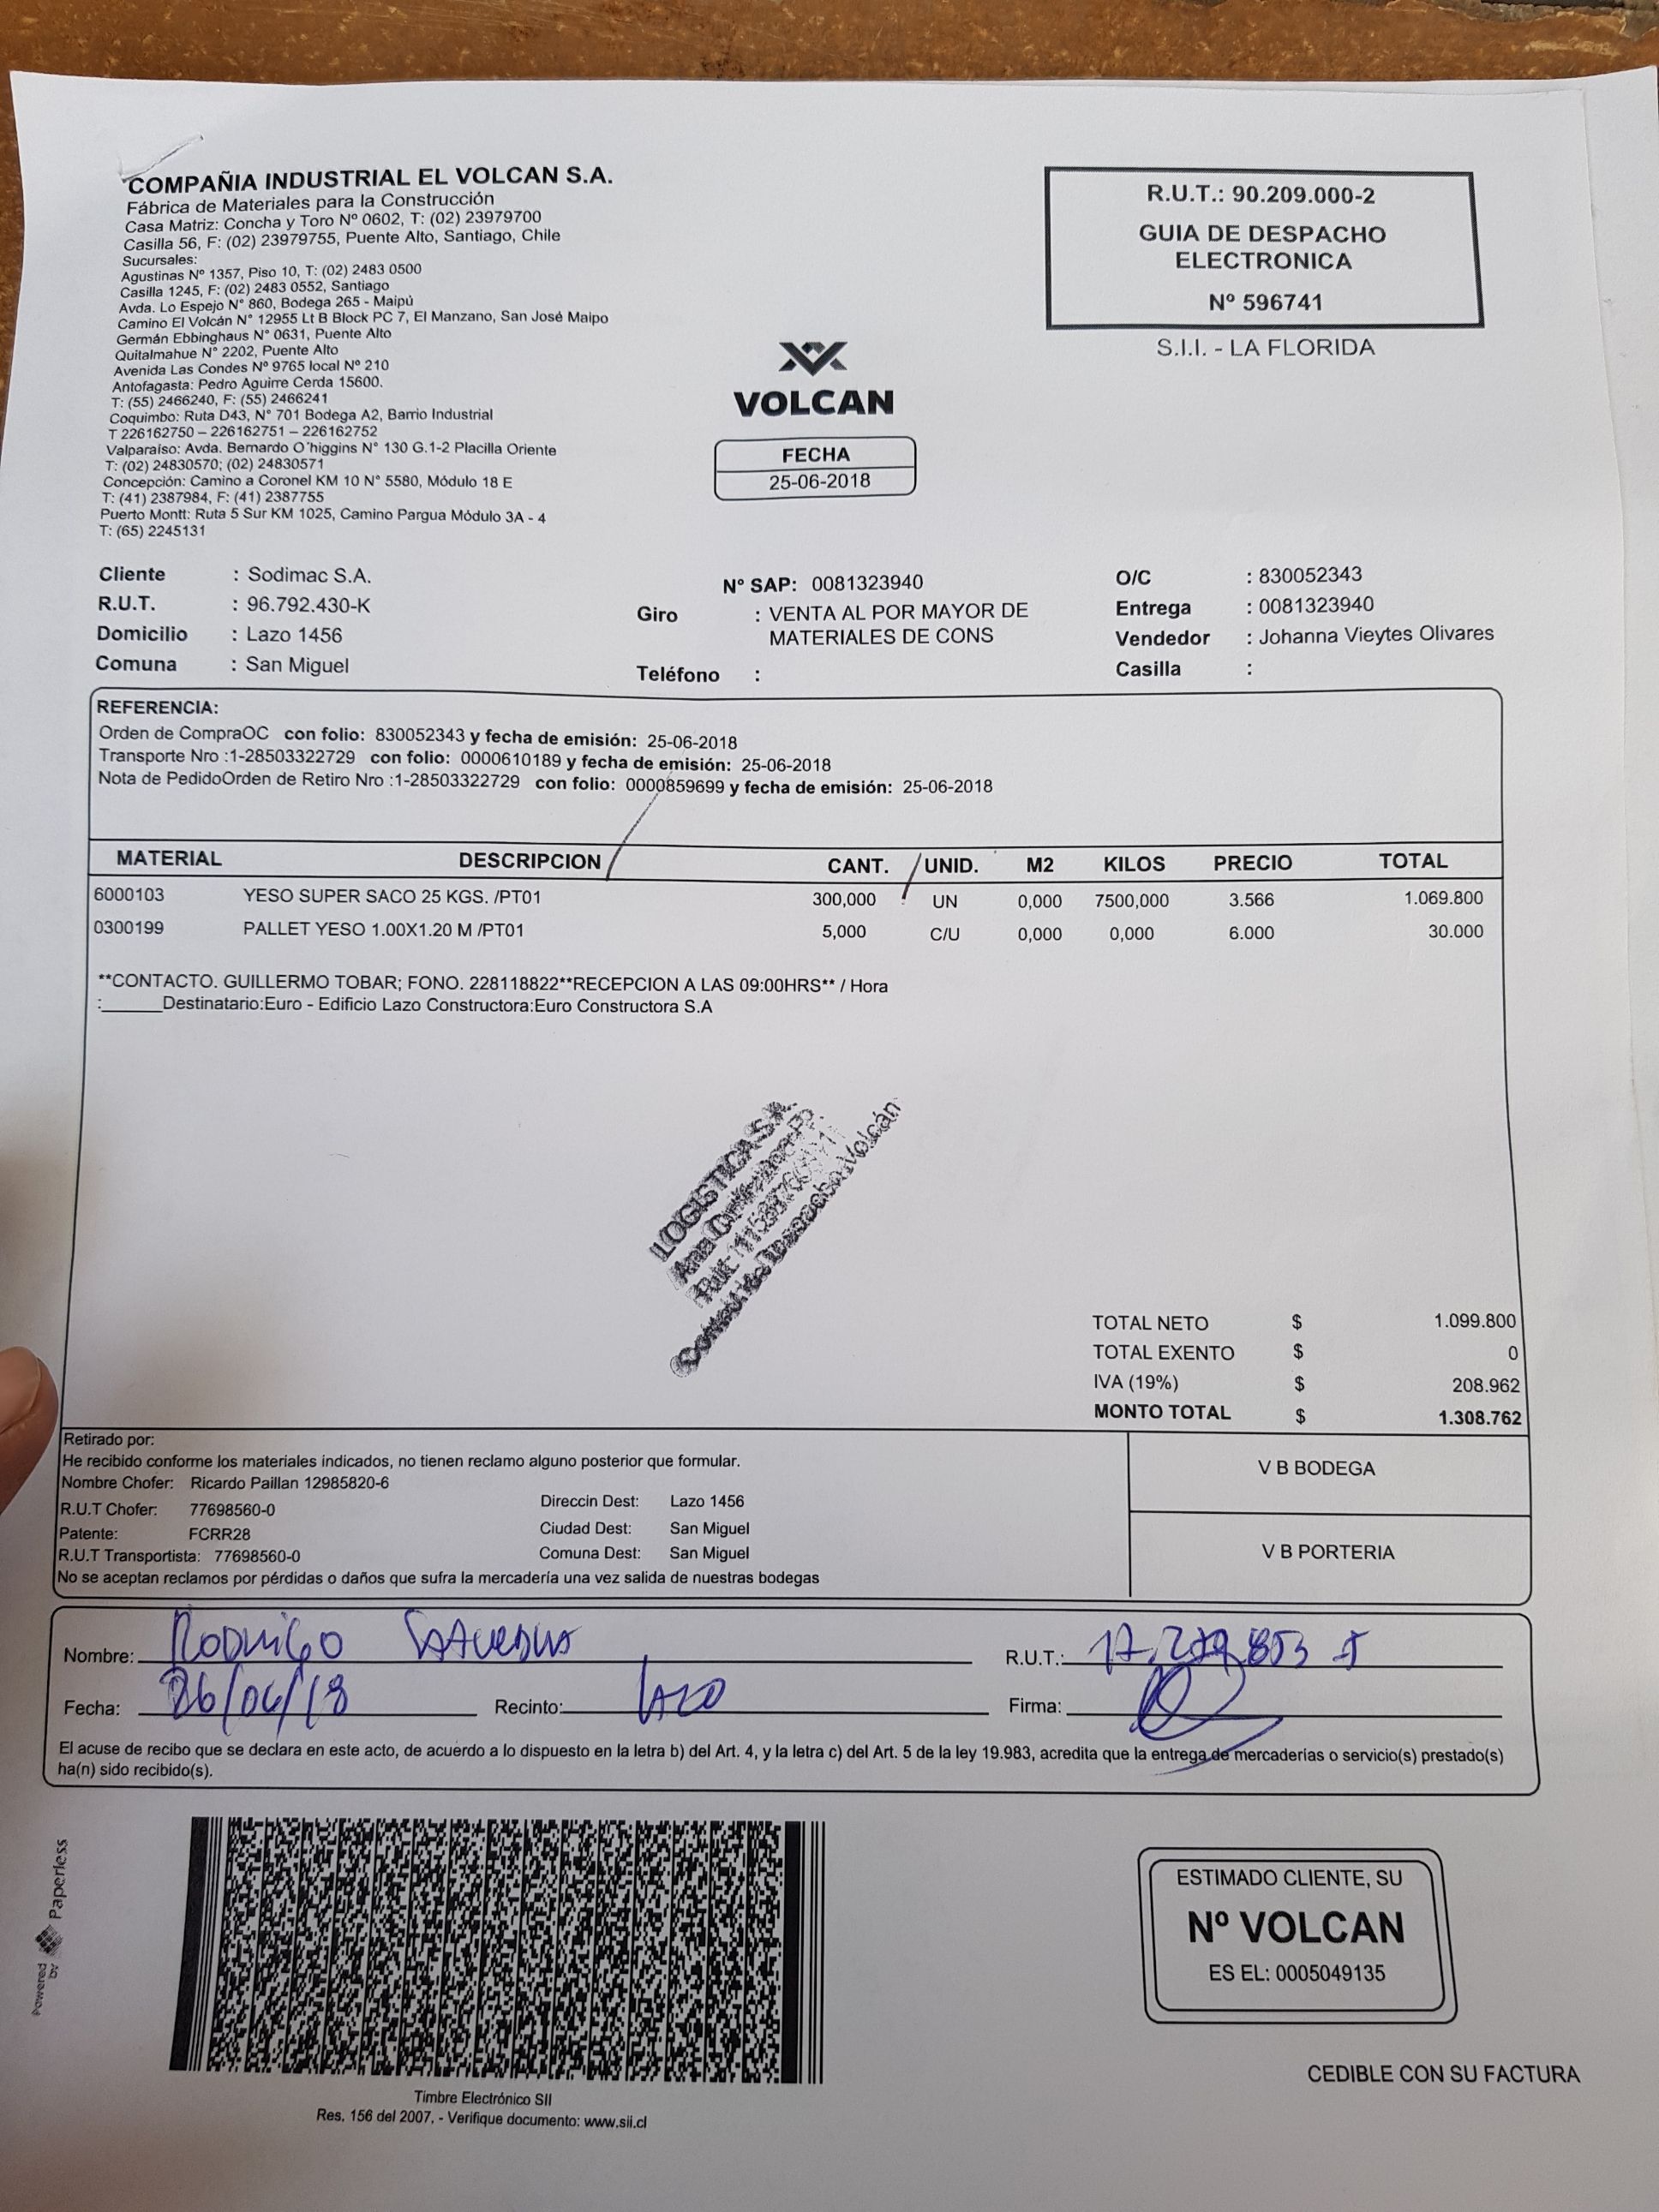 COMPAÑIA INDUSTRIAL EL VOLCAN S.A.
Fábrica de Materiales para la Construcción
Casa Matriz: Concha y Toro Nº 0602, T: (02) 23979700
Casilla 56, F: (02) 23979755, Puente Alto, Santiago, Chile
Sucursales:
Agustinas Nº 1357, Piso 10, T: (02) 2483 0500
Casilla 1245, F: (02) 2483 0552, Santiago
Avda. Lo Espejo N° 860, Bodega 265 - Maipú
Camino El Volcán N° 12955 Lt B Block PC 7, El Manzano, San José Maipo
Germán Ebbinghaus N° 0631, Puente Alto
Quitalmahue N° 2202, Puente Alto
Avenida Las Condes Nº 9765 local Nº 210
Antofagasta: Pedro Aguirre Cerda 15600.
T: (55) 2466240, F: (55) 2466241
Coquimbo: Ruta D43, N° 701 Bodega A2, Barrio Industrial
T 226162750 – 226162751 – 226162752
Valparaíso: Avda. Bernardo O´higgins N° 130 G.1-2 Placilla Oriente
T: (02) 24830570; (02) 24830571
Concepción: Camino a Coronel KM 10 N° 5580, Módulo 18 E
T: (41) 2387984, F: (41) 2387755
Puerto Montt: Ruta 5 Sur KM 1025, Camino Pargua Módulo 3A - 4
T: (65) 2245131
R.U.T.: 90.209.000-2
GUIA DE DESPACHO
ELECTRONICA
Nº 596741
S.I.I. - LA FLORIDA
VOLCAN
FECHA
25-06-2018
Cliente : Sodimac S.A.
R.U.T. : 96.792.430-K
Domicilio : Lazo 1456
Comuna : San Miguel
N° SAP: 0081323940
Giro : VENTA AL POR MAYOR DE
MATERIALES DE CONS
Teléfono :
O/C : 830052343
Entrega : 0081323940
Vendedor : Johanna Vieytes Olivares
Casilla :
REFERENCIA:
Orden de CompraOC con folio: 830052343 y fecha de emisión: 25-06-2018
Transporte Nro :1-28503322729 con folio: 0000610189 y fecha de emisión: 25-06-2018
Nota de PedidoOrden de Retiro Nro :1-28503322729 con folio: 0000859699 y fecha de emisión: 25-06-2018
MATERIAL DESCRIPCION CANT. UNID. M2 KILOS PRECIO TOTAL
6000103 YESO SUPER SACO 25 KGS. /PT01 300,000 UN 0,000 7500,000 3.566 1.069.800
0300199 PALLET YESO 1.00X1.20 M /PT01 5,000 C/U 0,000 0,000 6.000 30.000
**CONTACTO. GUILLERMO TOBAR; FONO. 228118822**RECEPCION A LAS 09:00HRS** / Hora
:______Destinatario:Euro - Edificio Lazo Constructora:Euro Constructora S.A
LOGISTICA S.A.
Ana
Rut:
Volcán
TOTAL NETO $ 1.099.800
TOTAL EXENTO $ 0
IVA (19%) $ 208.962
MONTO TOTAL $ 1.308.762
Retirado por:
He recibido conforme los materiales indicados, no tienen reclamo alguno posterior que formular.
Nombre Chofer: Ricardo Paillan 12985820-6
R.U.T Chofer: 77698560-0
Patente: FCRR28
R.U.T Transportista: 77698560-0
Direccin Dest: Lazo 1456
Ciudad Dest: San Miguel
Comuna Dest: San Miguel
No se aceptan reclamos por pérdidas o daños que sufra la mercadería una vez salida de nuestras bodegas
V B BODEGA
V B PORTERIA
Nombre: Rodrigo Saavedra R.U.T.:
Fecha: 26/06/18 Recinto: Lazo Firma:
El acuse de recibo que se declara en este acto, de acuerdo a lo dispuesto en la letra b) del Art. 4, y la letra c) del Art. 5 de la ley 19.983, acredita que la entrega de mercaderías o servicio(s) prestado(s)
ha(n) sido recibido(s).
Powered by Paperless
Timbre Electrónico SII
Res. 156 del 2007. - Verifique documento: www.sii.cl
ESTIMADO CLIENTE, SU
Nº VOLCAN
ES EL: 0005049135
CEDIBLE CON SU FACTURA